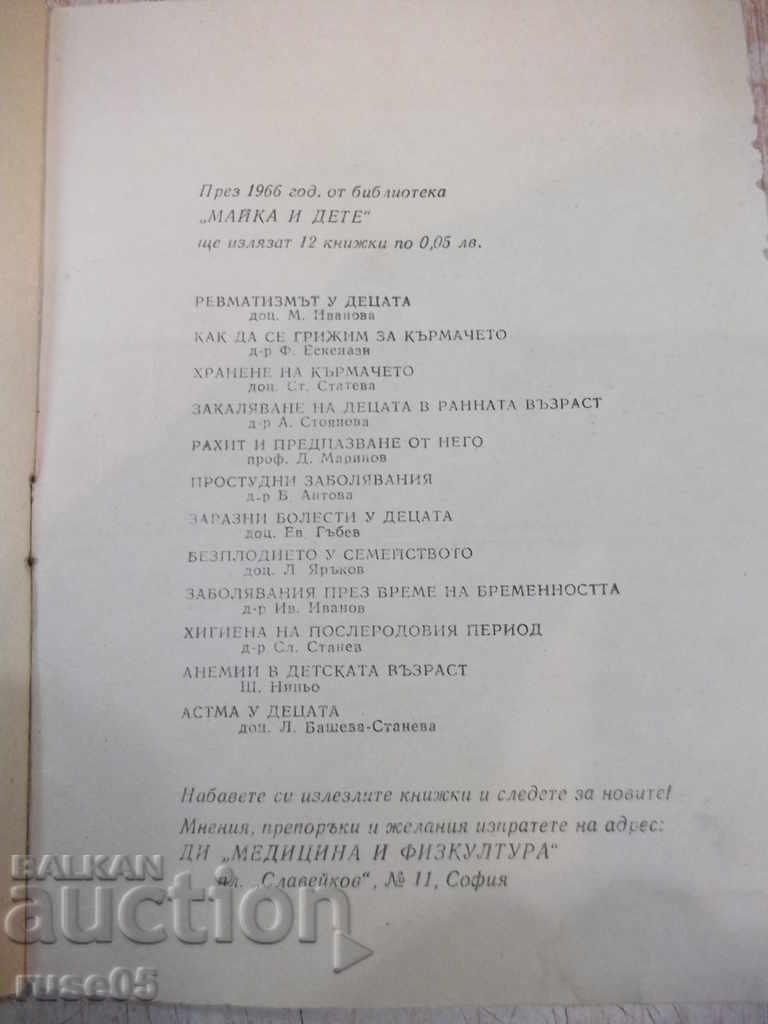 През 1966 год. от библиотека
„МАЙКА И ДЕТЕ“
ще излязат 12 книжки по 0,05 лв.
РЕВМАТИЗМЪТ У ДЕЦАТА
доц. М. Иванова
КАК ДА СЕ ГРИЖИМ ЗА КЪРМАЧЕТО
д-р Ф. Ескенази
ХРАНЕНЕ НА КЪРМАЧЕТО
доц. Ст. Статева
ЗАКАЛЯВАНЕ НА ДЕЦАТА В РАННАТА ВЪЗРАСТ
д-р А. Стоянова
РАХИТ И ПРЕДПАЗВАНЕ ОТ НЕГО
проф. Д. Маринов
ПРОСТУДНИ ЗАБОЛЯВАНИЯ
д-р В. Антова
ЗАРАЗНИ БОЛЕСТИ У ДЕЦАТА
доц. Ев. Гъбев
БЕЗПЛОДИЕТО У СЕМЕЙСТВОТО
доц. Л Яръков
ЗАБОЛЯВАНИЯ ПРЕЗ ВРЕМЕ НА БРЕМЕННОСТТА
д-р Ив. Иванов
ХИГИЕНА НА ПОСЛЕРОДОВИЯ ПЕРИОД
д-р Сл. Станев
АНЕМИИ В ДЕТСКАТА ВЪЗРАСТ
Ш. Ниньо
АСТМА У ДЕЦАТА
доц. Л. Башева-Станева
Набавете си излезлите книжки и следете за новите!
Мнения, препоръки и желания изпратете на адрес:
ДИ „МЕДИЦИНА И ФИЗКУЛТУРА“
пл. „Славейков“, № 11, София
BALKAN
auction
ruse05